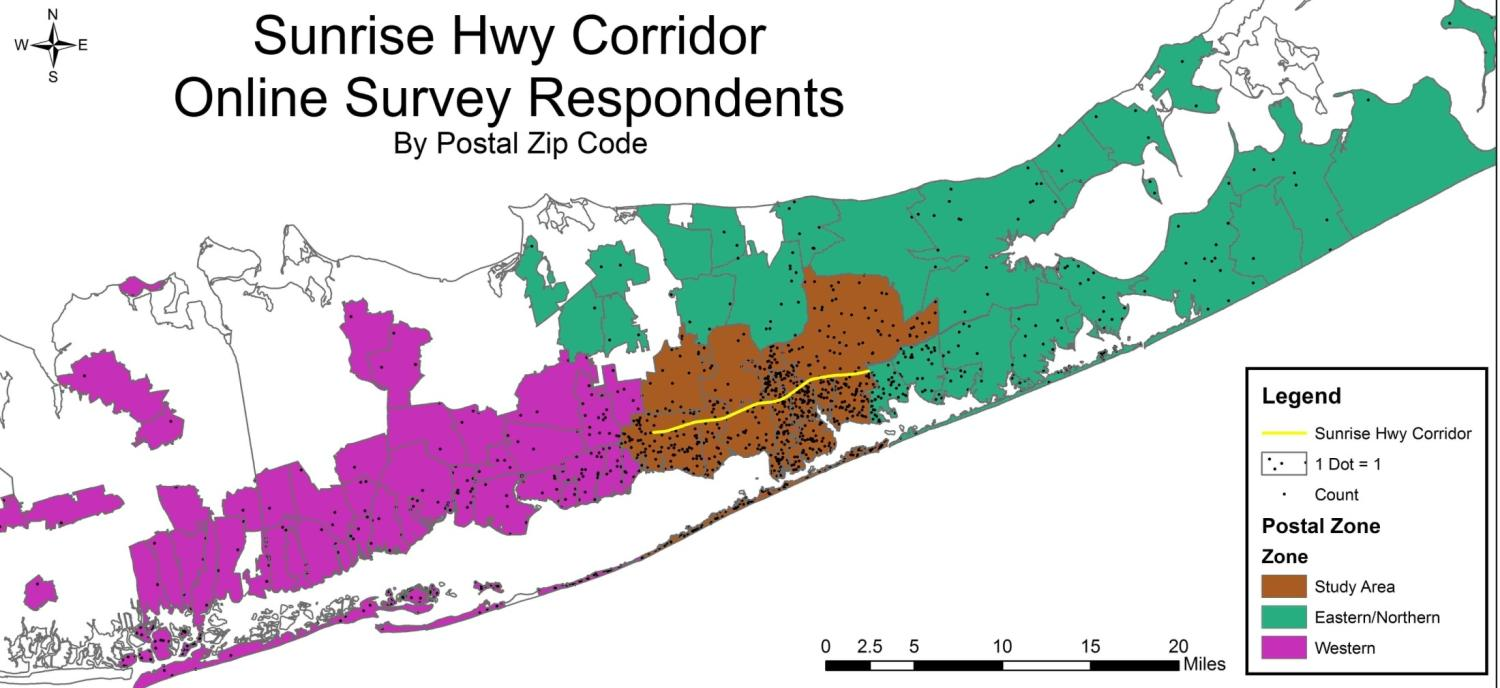 N
W E
S
Sunrise Hwy Corridor
Online Survey Respondents
By Postal Zip Code
Legend
Sunrise Hwy Corridor
1 Dot = 1
Count
Postal Zone
Zone
Study Area
Eastern/Northern
Western
0 2.5 5 10 15 20
Miles